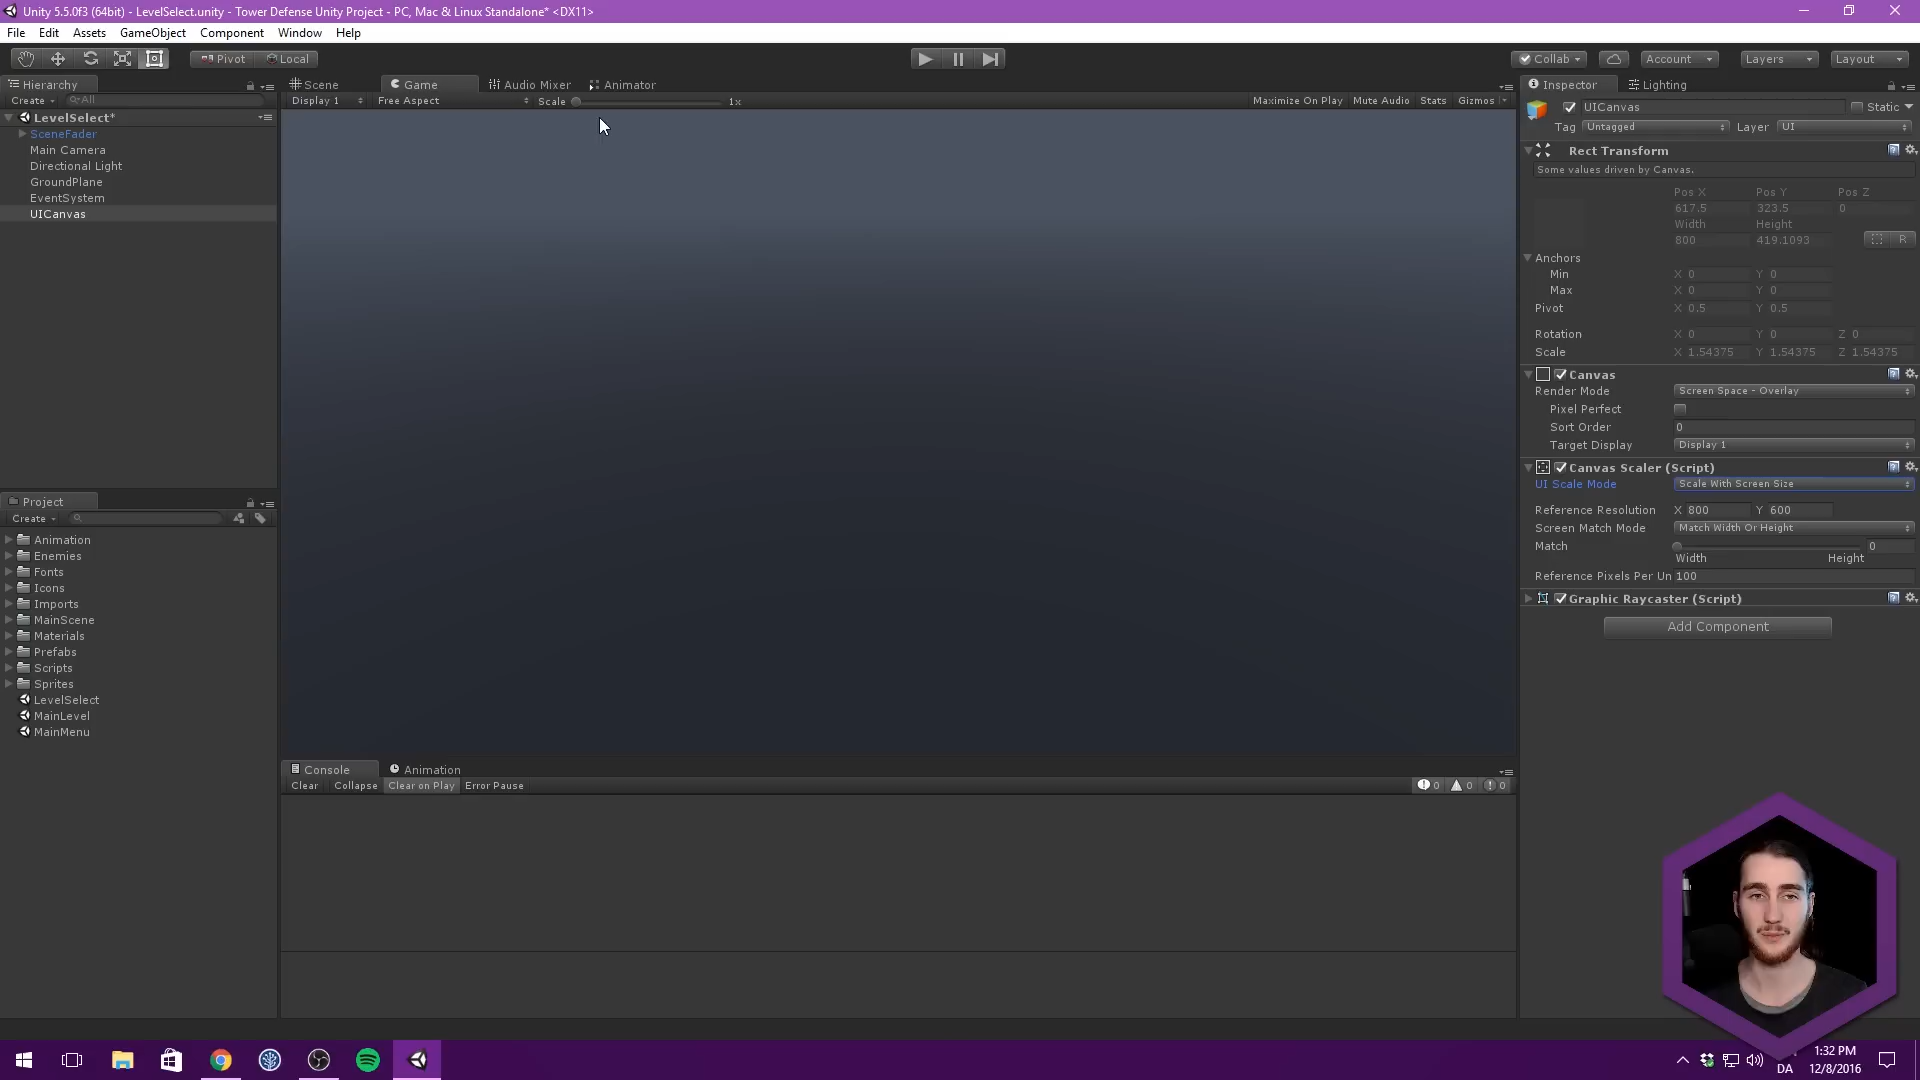 Unity 5.5.0f3 (64bit) - LevelSelect.unity - Tower Defense Unity Project - PC, Mac & Linux Standalone* <DX11>
File Edit Assets GameObject Component Window Help
Pivot Local
Collab Account Layers Layout
Hierarchy
Create All
LevelSelect*
SceneFader
Main Camera
Directional Light
GroundPlane
EventSystem
UICanvas
Project
Create
Animation
Enemies
Fonts
Icons
Imports
MainScene
Materials
Prefabs
Scripts
Sprites
LevelSelect
MainLevel
MainMenu
Scene Game Audio Mixer Animator
Display 1 Free Aspect Scale 1x Maximize On Play Mute Audio Stats Gizmos
Console Animation
Clear Collapse Clear on Play Error Pause 0 0 0
Inspector Lighting
UICanvas Static
Tag Untagged Layer UI
Rect Transform
Some values driven by Canvas.
Pos X Pos Y Pos Z
617.5 323.5 0
Width Height
800 419.1093 R
Anchors
Min X 0 Y 0
Max X 0 Y 0
Pivot X 0.5 Y 0.5
Rotation X 0 Y 0 Z 0
Scale X 1.54375 Y 1.54375 Z 1.54375
Canvas
Render Mode Screen Space - Overlay
Pixel Perfect
Sort Order 0
Target Display Display 1
Canvas Scaler (Script)
UI Scale Mode Scale With Screen Size
Reference Resolution X 800 Y 600
Screen Match Mode Match Width Or Height
Match 0
Width Height
Reference Pixels Per Un 100
Graphic Raycaster (Script)
Add Component
DA
1:32 PM
12/8/2016